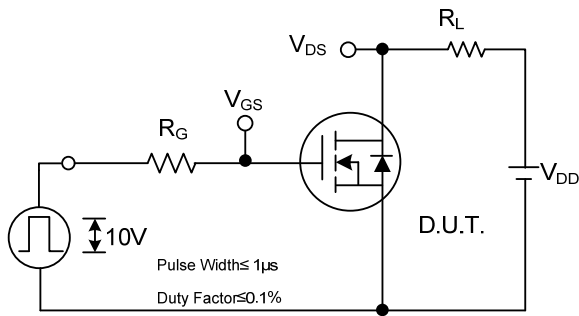 R_L
V_DS
V_GS
R_G
V_DD
10V
D.U.T.
Pulse Width≤ 1μs
Duty Factor≤0.1%